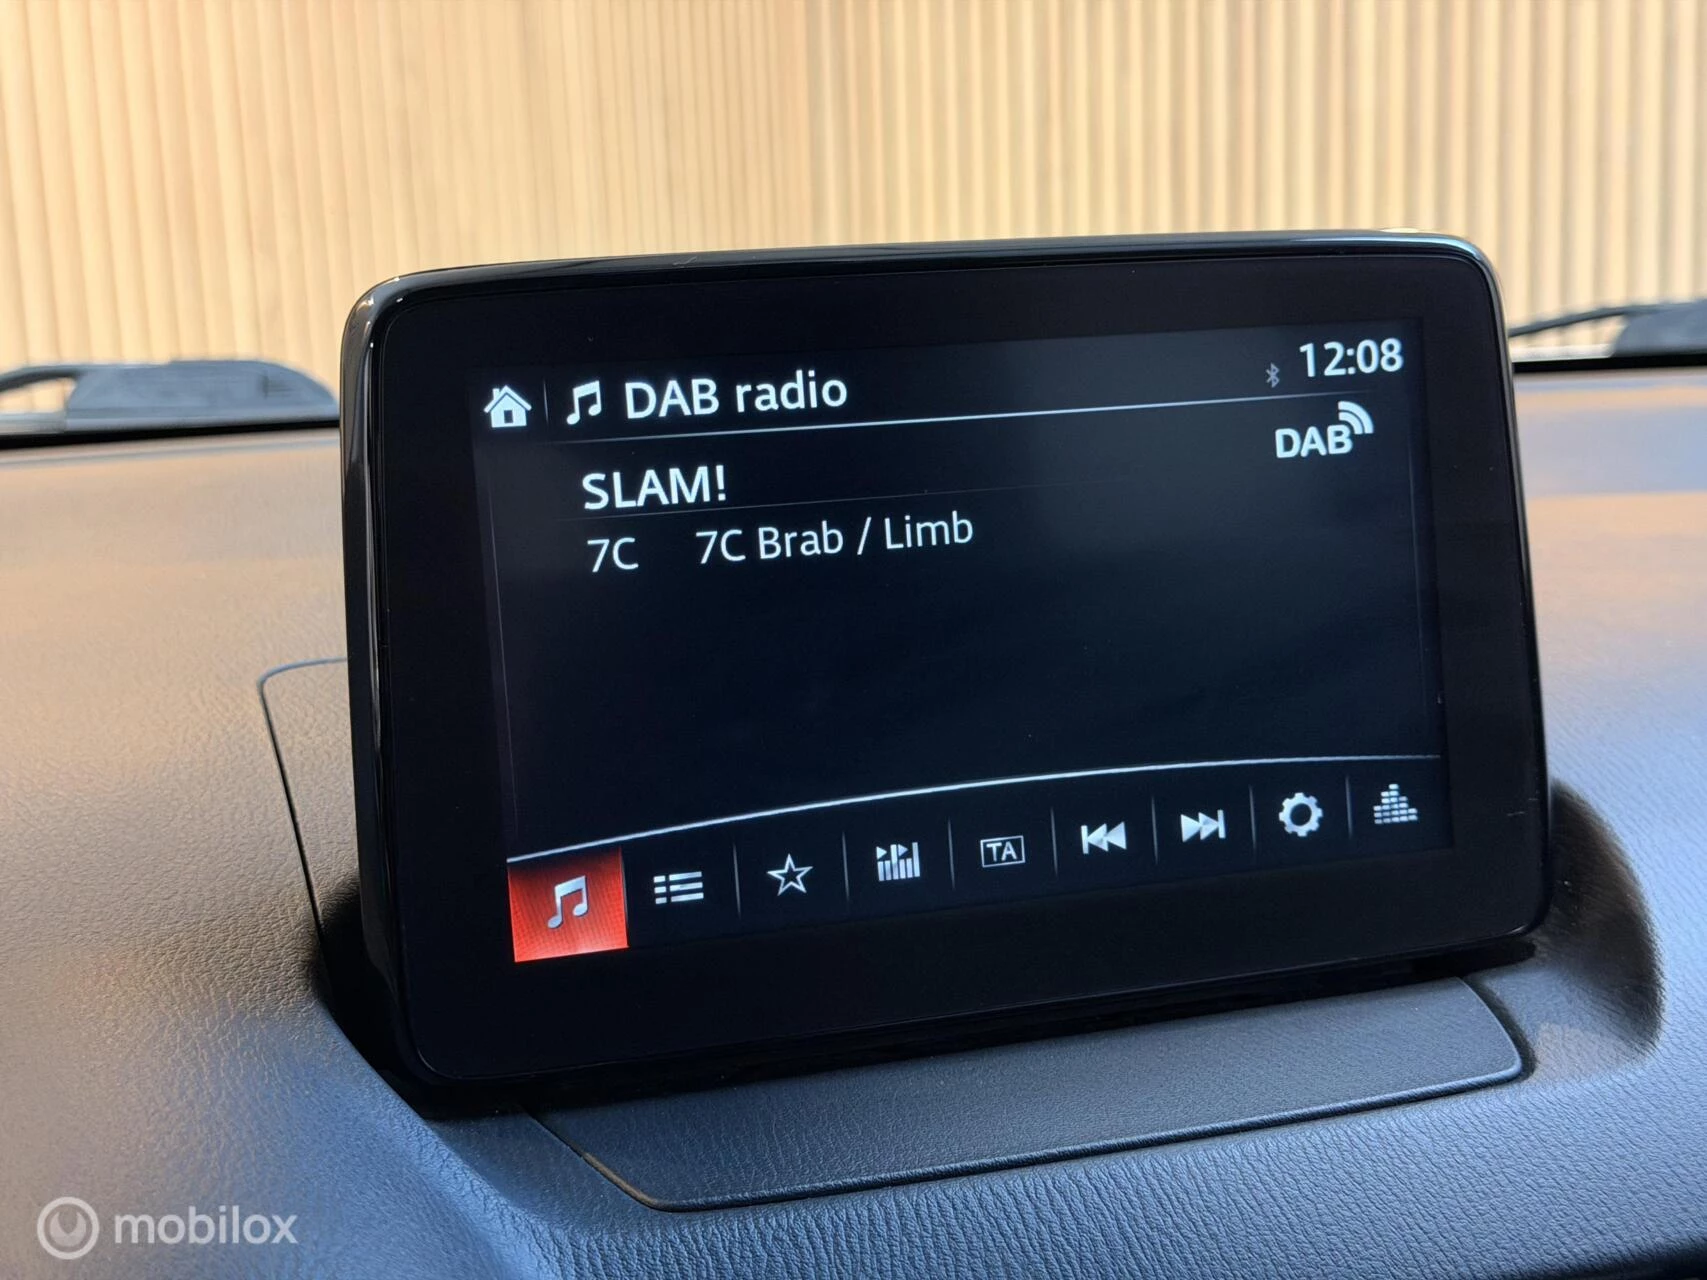 DAB radio
12:08
DAB
SLAM!
7C 7C Brab / Limb
TA
mobilox